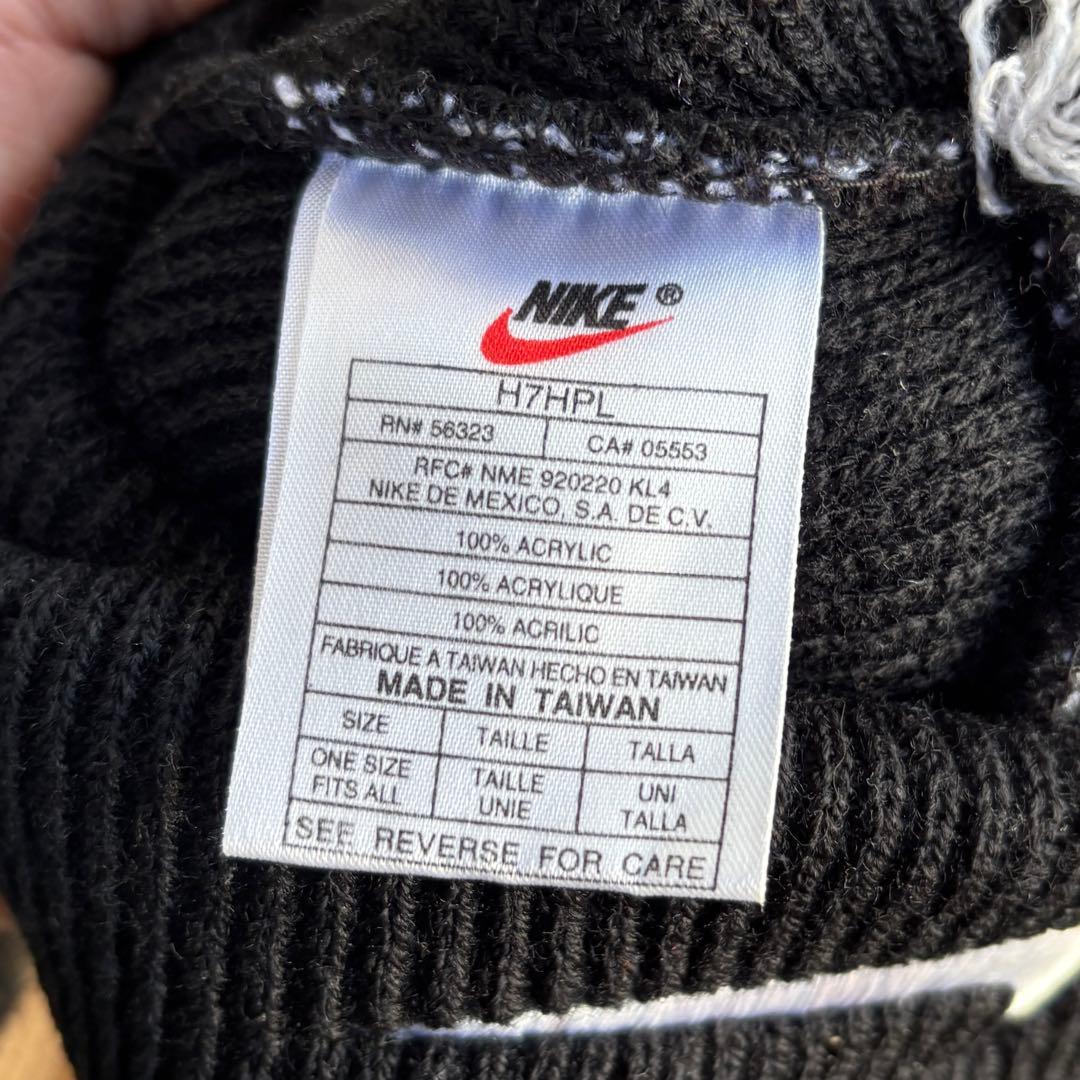 NIKE ®
H7HPL
RN# 56323 CA# 05553
RFC# NME 920220 KL4
NIKE DE MEXICO, S.A. DE C.V.
100% ACRYLIC
100% ACRYLIQUE
100% ACRILIC
FABRIQUE A TAIWAN HECHO EN TAIWAN
MADE IN TAIWAN
SIZE TAILLE TALLA
ONE SIZE
FITS ALL
TAILLE
UNIE
UNI
TALLA
SEE REVERSE FOR CARE